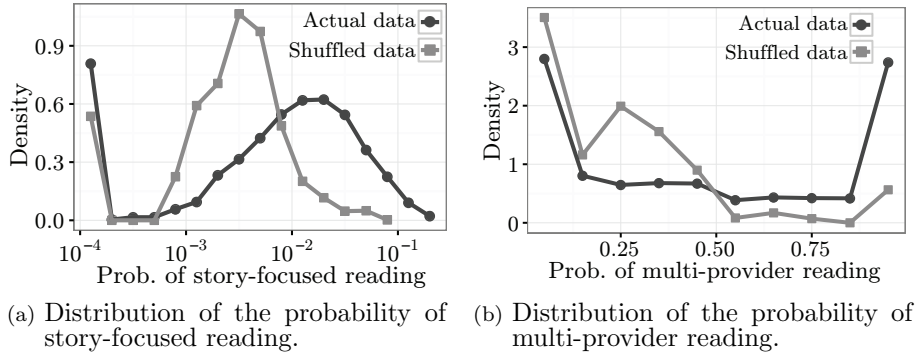 Actual data
Shuffled data
Density
0.9
0.6
0.3
0.0
10⁻⁴
10⁻³
10⁻²
10⁻¹
Prob. of story-focused reading
(a) Distribution of the probability of
story-focused reading.
Actual data
Shuffled data
Density
3
2
1
0
0.25
0.50
0.75
Prob. of multi-provider reading
(b) Distribution of the probability of
multi-provider reading.